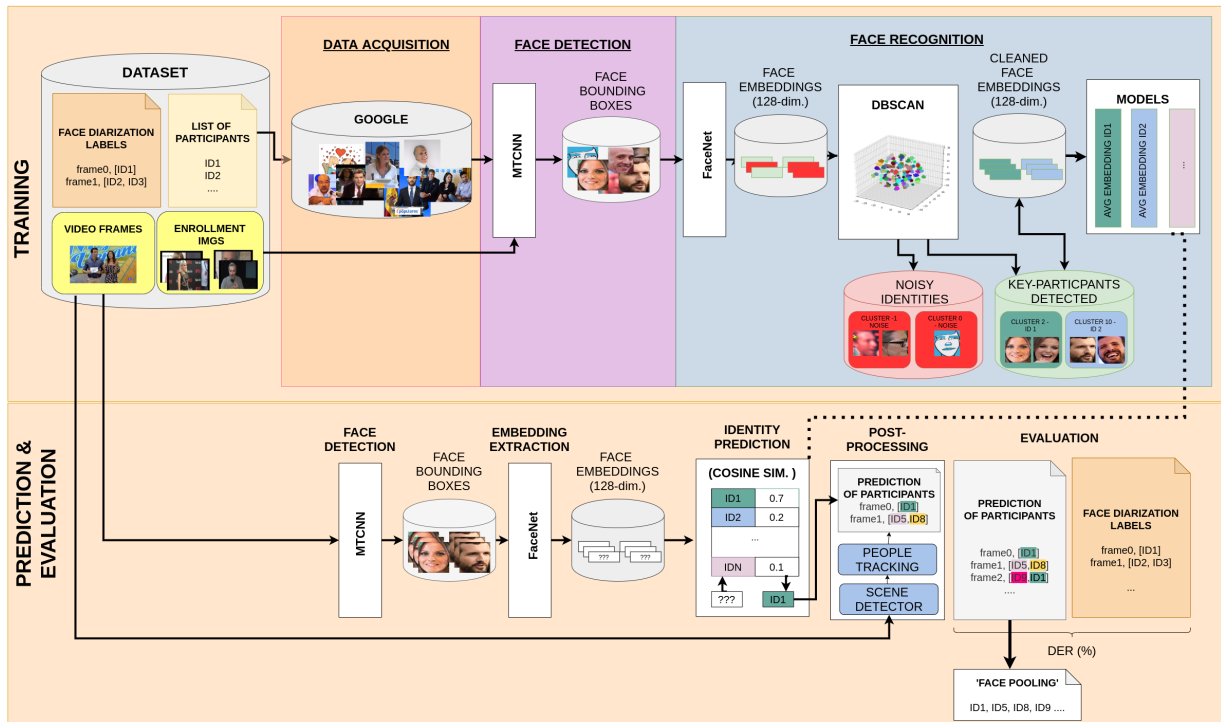 TRAINING
DATASET
FACE DIARIZATION
LABELS
frame0, [ID1]
frame1, [ID2, ID3]
LIST OF
PARTICIPANTS
ID1
ID2
....
VIDEO FRAMES
ENROLLMENT
IMGS
DATA ACQUISITION
GOOGLE
FACE DETECTION
MTCNN
FACE
BOUNDING
BOXES
FACE RECOGNITION
FaceNet
FACE
EMBEDDINGS
(128-dim.)
DBSCAN
CLEANED
FACE
EMBEDDINGS
(128-dim.)
MODELS
AVG EMBEDDING ID1
AVG EMBEDDING ID2
...
NOISY
IDENTITIES
CLUSTER -1
NOISE
CLUSTER 0
- NOISE
KEY-PARTICPANTS
DETECTED
CLUSTER 2 -
ID 1
CLUSTER 10 -
ID 2
PREDICTION &
EVALUATION
FACE
DETECTION
MTCNN
FACE
BOUNDING
BOXES
EMBEDDING
EXTRACTION
FaceNet
FACE
EMBEDDINGS
(128-dim.)
???
???
IDENTITY
PREDICTION
(COSINE SIM. )
ID1 0.7
ID2 0.2
...
IDN 0.1
???
ID1
POST-
PROCESSING
PREDICTION
OF PARTICIPANTS
frame0, [ID1]
frame1, [ID5,ID8]
PEOPLE
TRACKING
SCENE
DETECTOR
EVALUATION
PREDICTION
OF PARTICIPANTS
frame0, [ID1]
frame1, [ID5,ID8]
frame2, [ID9,ID1]
....
FACE DIARIZATION
LABELS
frame0, [ID1]
frame1, [ID2, ID3]
...
DER (%)
'FACE POOLING'
ID1, ID5, ID8, ID9 ....